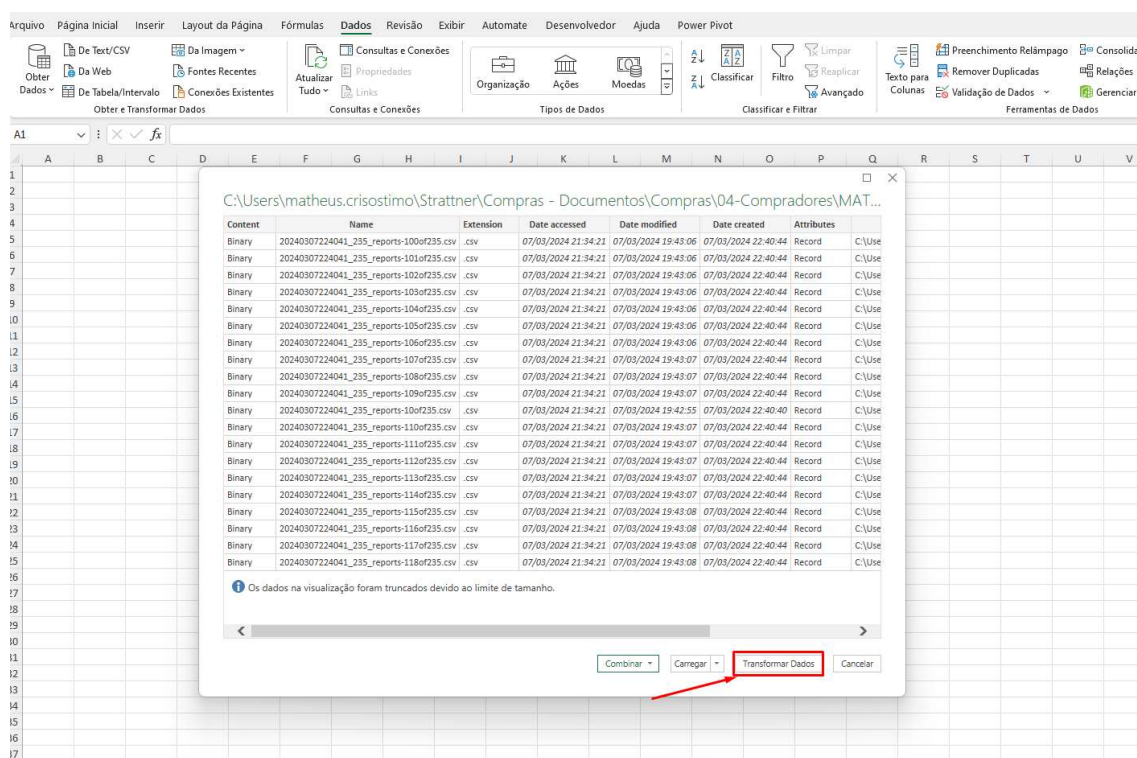 Arquivo Página Inicial Inserir Layout da Página Fórmulas Dados Revisão Exibir Automate Desenvolvedor Ajuda Power Pivot
De Text/CSV Da Imagem Consultas e Conexões Limpar Preenchimento Relâmpago Consolida
Obter Dados Da Web Fontes Recentes Atualizar Tudo Propriedades Organização Ações Moedas Classificar Filtro Reaplicar Texto para Colunas Remover Duplicadas Relações
De Tabela/Intervalo Conexões Existentes Links Avançado Validação de Dados Gerenciar
Obter e Transformar Dados Consultas e Conexões Tipos de Dados Classificar e Filtrar Ferramentas de Dados
A1 fx
A B C D E F G H I J K L M N O P Q R S T U V
C:\Users\matheus.crisostimo\Strattner\Compras - Documentos\Compras\04-Compradores\MAT...
Content Name Extension Date accessed Date modified Date created Attributes
Binary 20240307224041_235_reports-100of235.csv .csv 07/03/2024 21:34:21 07/03/2024 19:43:06 07/03/2024 22:40:44 Record C:\Use
Binary 20240307224041_235_reports-101of235.csv .csv 07/03/2024 21:34:21 07/03/2024 19:43:06 07/03/2024 22:40:44 Record C:\Use
Binary 20240307224041_235_reports-102of235.csv .csv 07/03/2024 21:34:21 07/03/2024 19:43:06 07/03/2024 22:40:44 Record C:\Use
Binary 20240307224041_235_reports-103of235.csv .csv 07/03/2024 21:34:21 07/03/2024 19:43:06 07/03/2024 22:40:44 Record C:\Use
Binary 20240307224041_235_reports-104of235.csv .csv 07/03/2024 21:34:21 07/03/2024 19:43:06 07/03/2024 22:40:44 Record C:\Use
Binary 20240307224041_235_reports-105of235.csv .csv 07/03/2024 21:34:21 07/03/2024 19:43:06 07/03/2024 22:40:44 Record C:\Use
Binary 20240307224041_235_reports-106of235.csv .csv 07/03/2024 21:34:21 07/03/2024 19:43:06 07/03/2024 22:40:44 Record C:\Use
Binary 20240307224041_235_reports-107of235.csv .csv 07/03/2024 21:34:21 07/03/2024 19:43:07 07/03/2024 22:40:44 Record C:\Use
Binary 20240307224041_235_reports-108of235.csv .csv 07/03/2024 21:34:21 07/03/2024 19:43:07 07/03/2024 22:40:44 Record C:\Use
Binary 20240307224041_235_reports-109of235.csv .csv 07/03/2024 21:34:21 07/03/2024 19:43:07 07/03/2024 22:40:44 Record C:\Use
Binary 20240307224041_235_reports-10of235.csv .csv 07/03/2024 21:34:21 07/03/2024 19:42:55 07/03/2024 22:40:40 Record C:\Use
Binary 20240307224041_235_reports-110of235.csv .csv 07/03/2024 21:34:21 07/03/2024 19:43:07 07/03/2024 22:40:44 Record C:\Use
Binary 20240307224041_235_reports-111of235.csv .csv 07/03/2024 21:34:21 07/03/2024 19:43:07 07/03/2024 22:40:44 Record C:\Use
Binary 20240307224041_235_reports-112of235.csv .csv 07/03/2024 21:34:21 07/03/2024 19:43:07 07/03/2024 22:40:44 Record C:\Use
Binary 20240307224041_235_reports-113of235.csv .csv 07/03/2024 21:34:21 07/03/2024 19:43:07 07/03/2024 22:40:44 Record C:\Use
Binary 20240307224041_235_reports-114of235.csv .csv 07/03/2024 21:34:21 07/03/2024 19:43:07 07/03/2024 22:40:44 Record C:\Use
Binary 20240307224041_235_reports-115of235.csv .csv 07/03/2024 21:34:21 07/03/2024 19:43:08 07/03/2024 22:40:44 Record C:\Use
Binary 20240307224041_235_reports-116of235.csv .csv 07/03/2024 21:34:21 07/03/2024 19:43:08 07/03/2024 22:40:44 Record C:\Use
Binary 20240307224041_235_reports-117of235.csv .csv 07/03/2024 21:34:21 07/03/2024 19:43:08 07/03/2024 22:40:44 Record C:\Use
Binary 20240307224041_235_reports-118of235.csv .csv 07/03/2024 21:34:21 07/03/2024 19:43:08 07/03/2024 22:40:44 Record C:\Use
Os dados na visualização foram truncados devido ao limite de tamanho.
Combinar Carregar Transformar Dados Cancelar